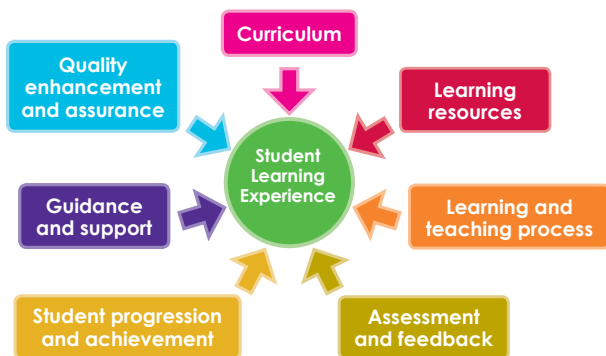 Curriculum
Quality
enhancement
and assurance
Learning
resources
Student
Learning
Experience
Guidance
and support
Learning and
teaching process
Student progression
and achievement
Assessment
and feedback